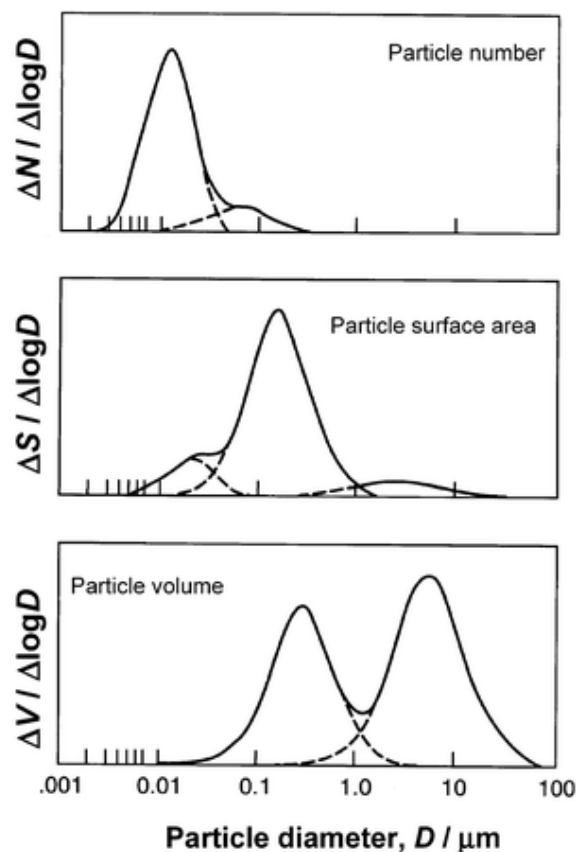 Particle number
ΔN / ΔlogD
Particle surface area
ΔS / ΔlogD
Particle volume
ΔV / ΔlogD
.001 0.01 0.1 1.0 10 100
Particle diameter, D / μm